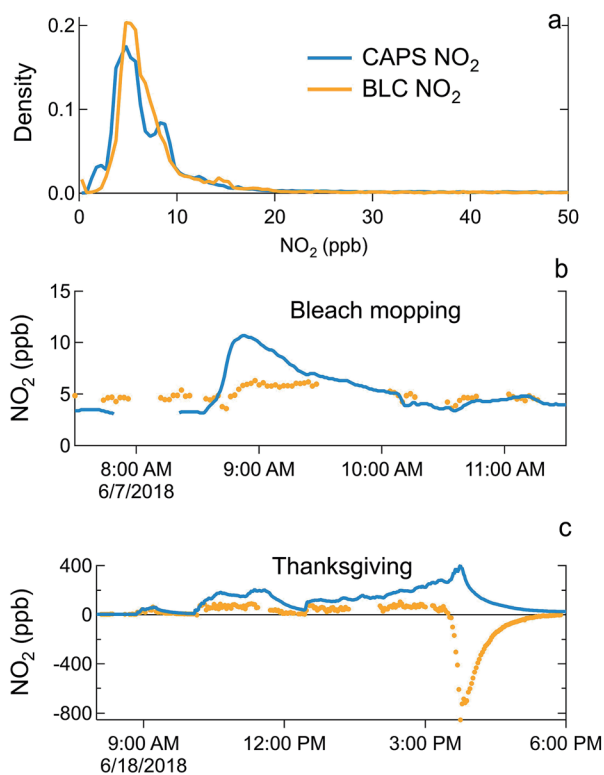 a
0.2
0.1
0.0
Density
CAPS NO₂
BLC NO₂
0 10 20 30 40 50
NO₂ (ppb)
b
15
10
5
0
NO₂ (ppb)
Bleach mopping
8:00 AM 9:00 AM 10:00 AM 11:00 AM
6/7/2018
c
400
0
-400
-800
NO₂ (ppb)
Thanksgiving
9:00 AM 12:00 PM 3:00 PM 6:00 PM
6/18/2018